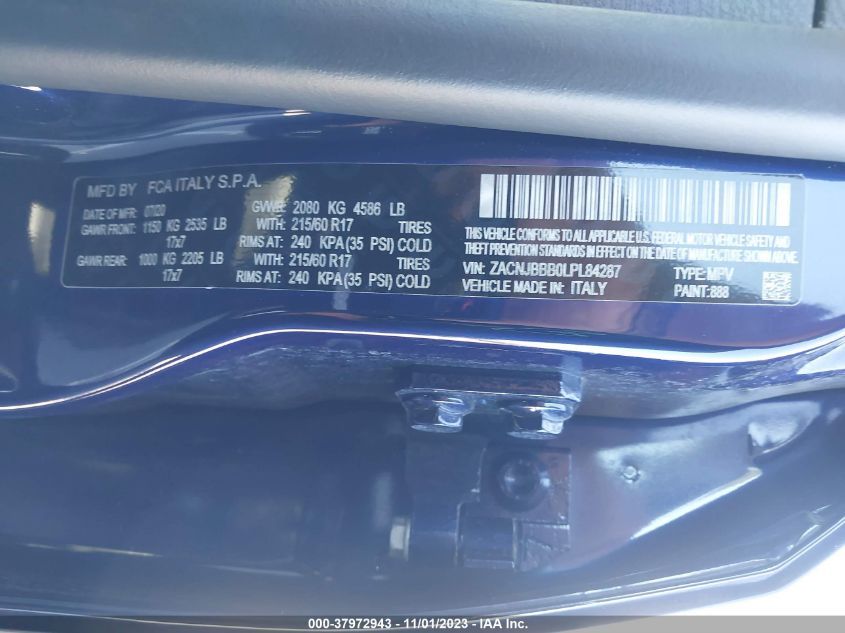 MFD BY FCA ITALY S.P.A.
DATE OF MFR 07/20 GVWR: 2080 KG 4586 LB
GAWR FRONT: 1150 KG 2535 LB WITH: 215/60 R17 TIRES
17x7 RIMS AT: 240 KPA (35 PSI) COLD
GAWR REAR: 1000 KG 2205 LB WITH: 215/60 R17 TIRES
17x7 RIMS AT: 240 KPA (35 PSI) COLD
THIS VEHICLE CONFORMS TO ALL APPLICABLE U.S. FEDERAL MOTOR VEHICLE SAFETY AND
THEFT PREVENTION STANDARDS IN EFFECT ON THE DATE OF MANUFACTURE SHOWN ABOVE
VIN: ZACNJBBB0LPL84287 TYPE: MPV
VEHICLE MADE IN: ITALY PAINT: 888
000-37972943 - 11/01/2023 - IAA Inc.